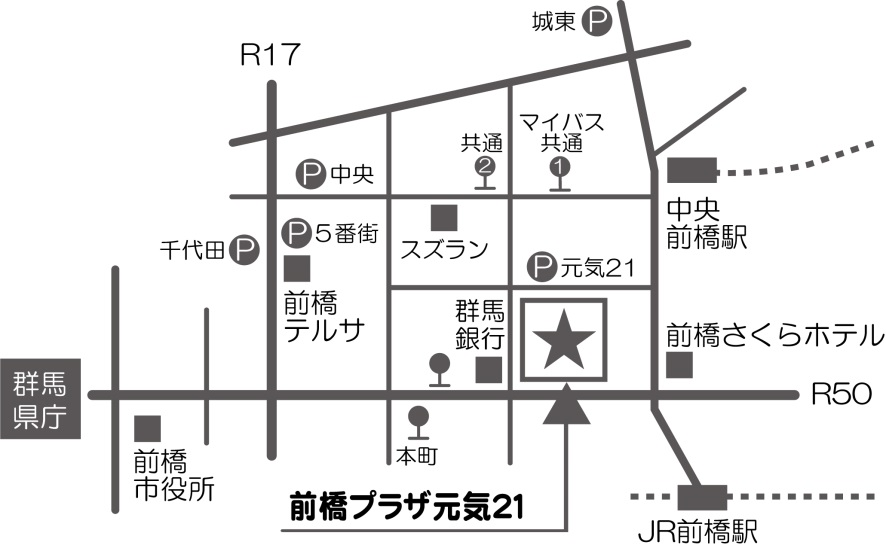 城東 P
R17
マイバス
共通
1
共通
2
P 中央
中央
前橋駅
P 5番街
千代田 P
スズラン
P 元気21
前橋
テルサ
群馬
銀行
前橋さくらホテル
群馬
県庁
R50
前橋
市役所
本町
前橋プラザ元気21
JR前橋駅